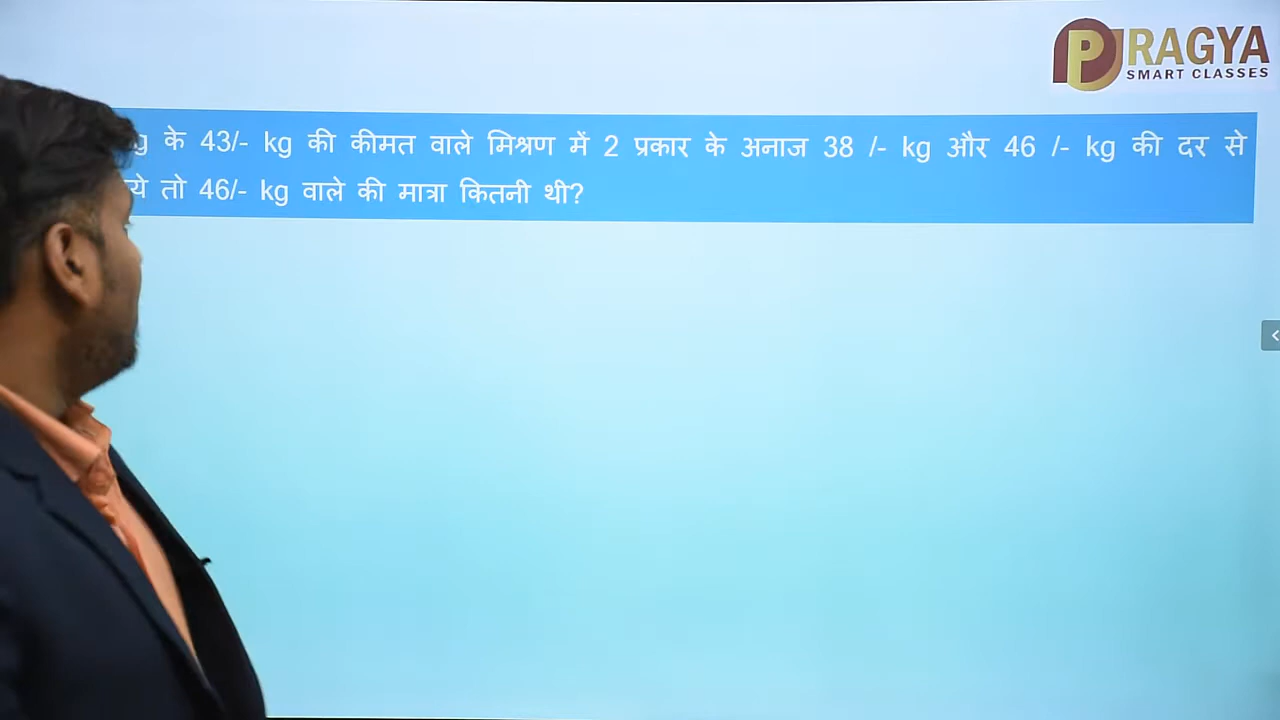 PRAGYA
SMART CLASSES
के 43/- kg की कीमत वाले मिश्रण में 2 प्रकार के अनाज 38 /- kg और 46 /- kg की दर से
तो 46/- kg वाले की मात्रा कितनी थी?